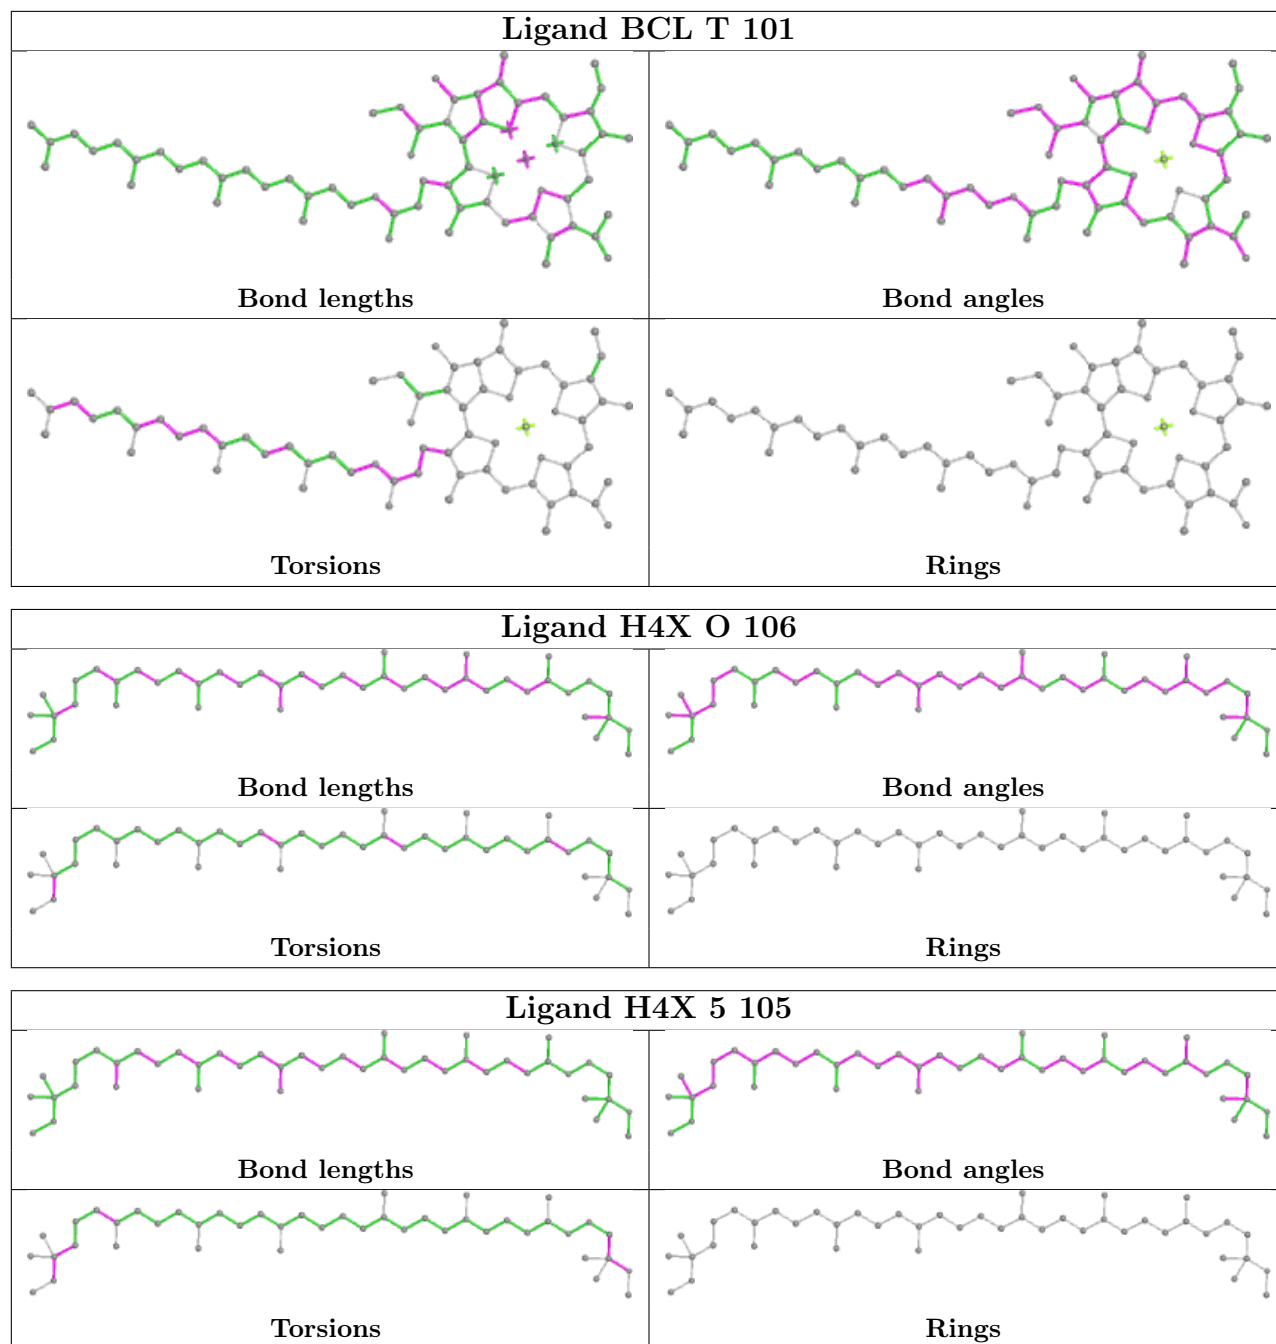 Ligand BCL T 101
Bond lengths
Bond angles
Torsions
Rings
Ligand H4X O 106
Bond lengths
Bond angles
Torsions
Rings
Ligand H4X 5 105
Bond lengths
Bond angles
Torsions
Rings